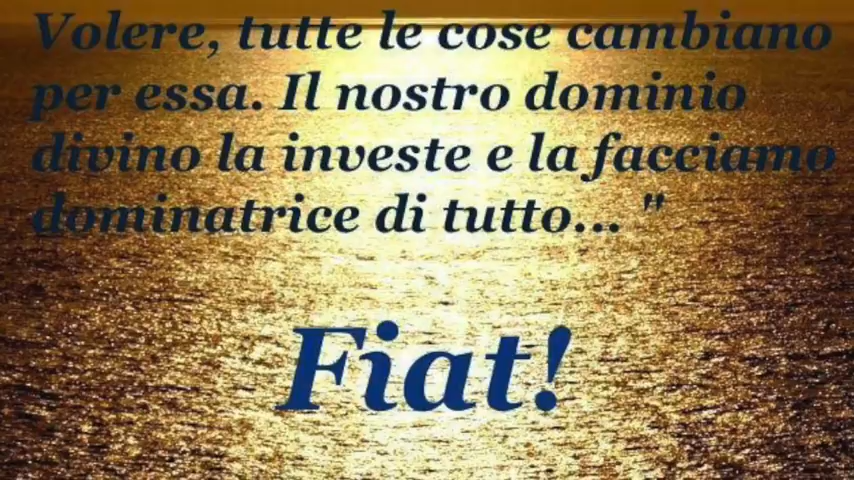 Volere, tutte le cose cambiano
per essa. Il nostro dominio
divino la investe e la facciamo
dominatrice di tutto... "
Fiat!